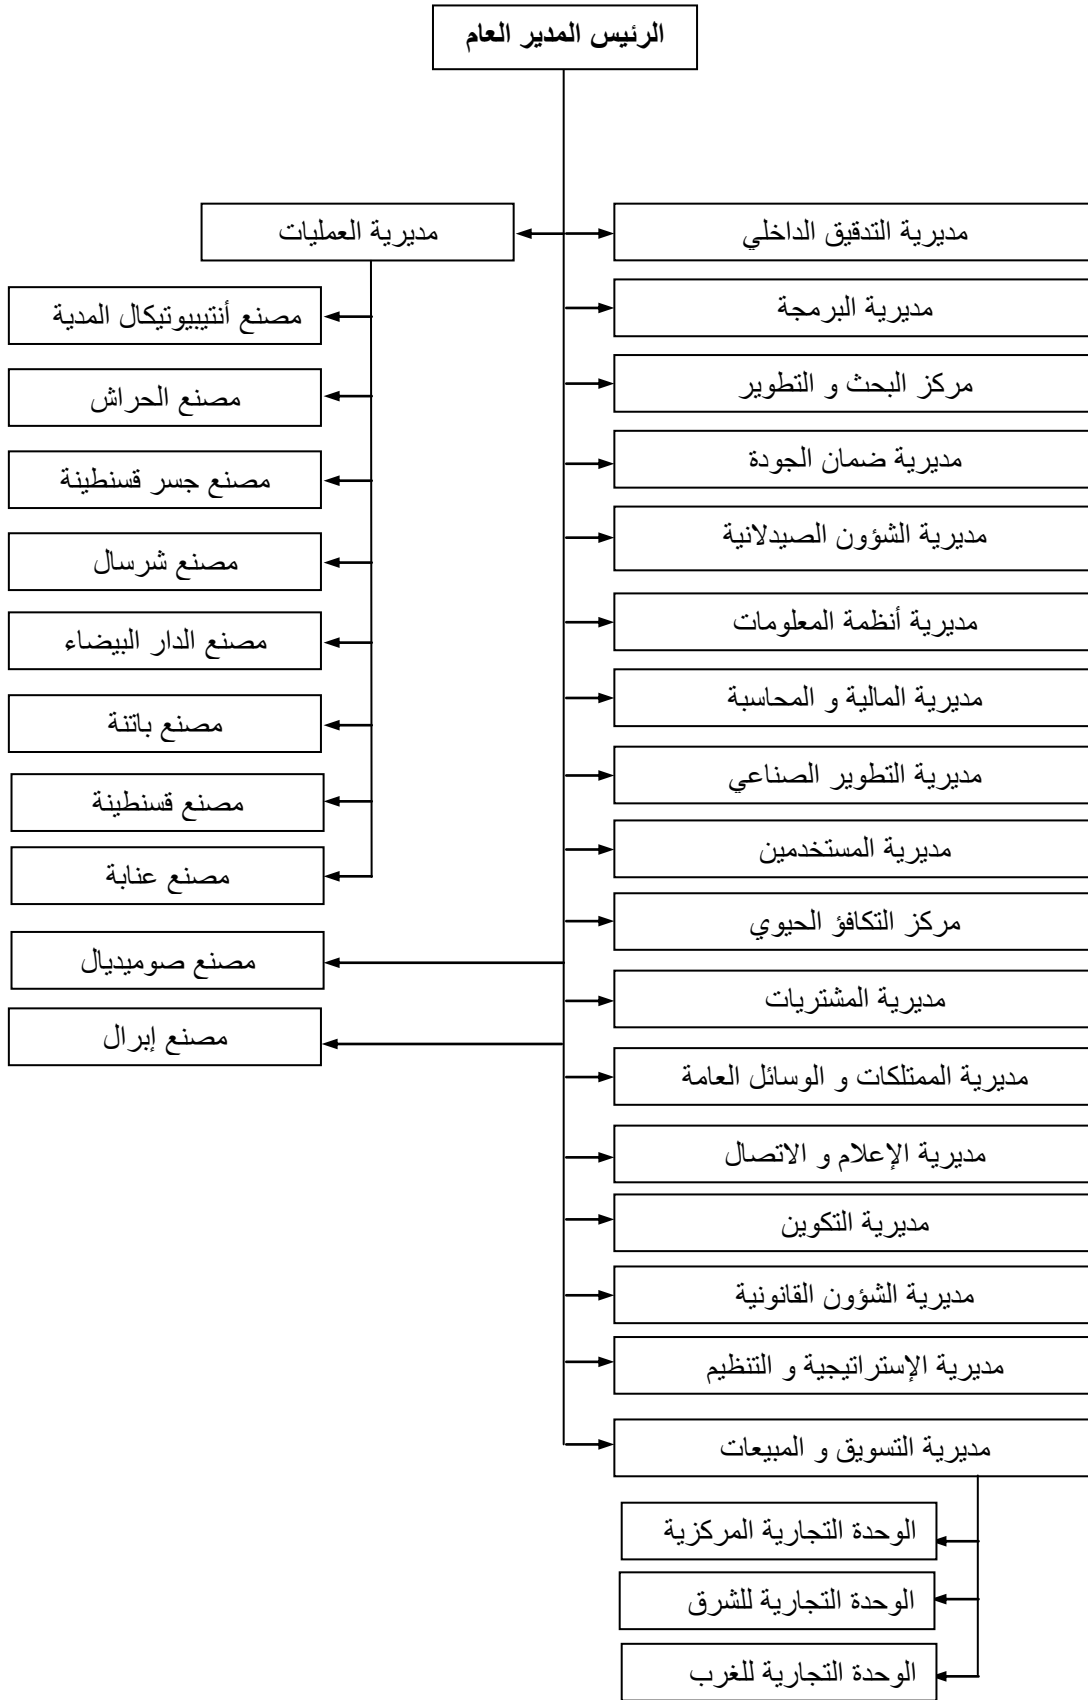 الرئيس المدير العام
مديرية التدقيق الداخلي
مديرية العمليات
مديرية البرمجة
مصنع أنتيبيوتيكال المدية
مركز البحث و التطوير
مصنع الحراش
مديرية ضمان الجودة
مصنع جسر قسنطينة
مديرية الشؤون الصيدلانية
مصنع شرسال
مديرية أنظمة المعلومات
مصنع الدار البيضاء
مديرية المالية و المحاسبة
مصنع باتنة
مديرية التطوير الصناعي
مصنع قسنطينة
مديرية المستخدمين
مصنع عنابة
مركز التكافؤ الحيوي
مصنع صوميديال
مديرية المشتريات
مصنع إبرال
مديرية الممتلكات و الوسائل العامة
مديرية الإعلام و الاتصال
مديرية التكوين
مديرية الشؤون القانونية
مديرية الإستراتيجية و التنظيم
مديرية التسويق و المبيعات
الوحدة التجارية المركزية
الوحدة التجارية للشرق
الوحدة التجارية للغرب